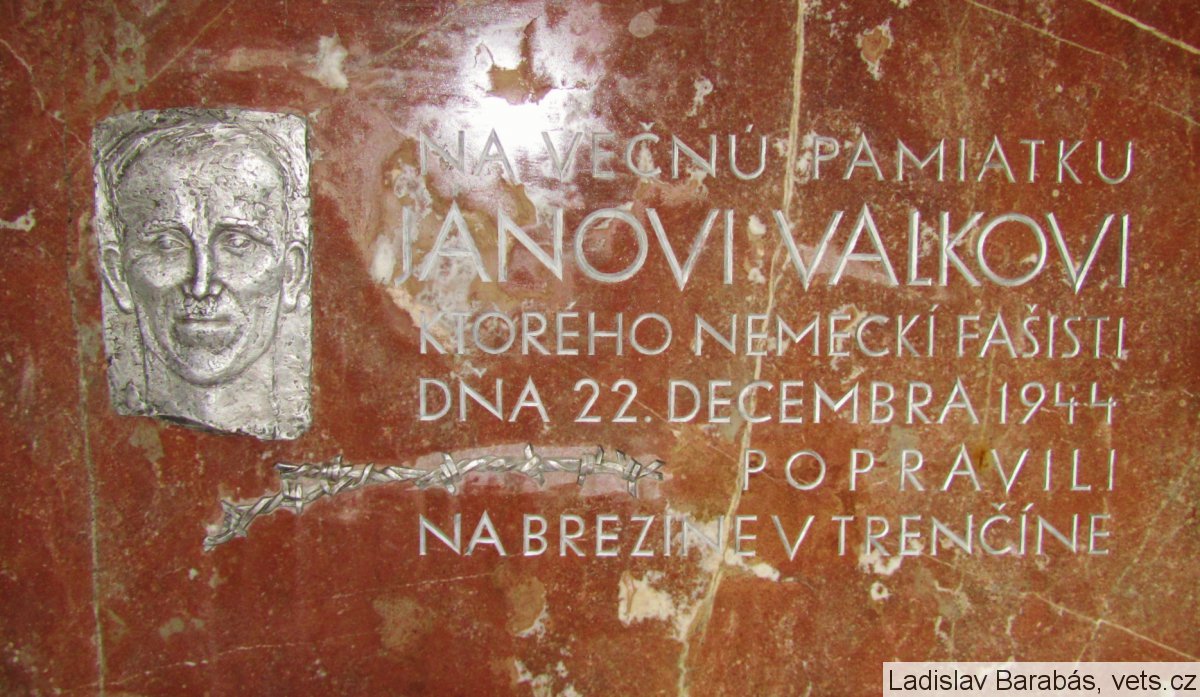 NA VEČNÚ PAMIATKU
JANOVI VALKOVI
KTORÉHO NEMECKÍ FAŠISTI
DNA 22. DECEMBRA 1944
POPRAVILI
NA BREZINE V TRENČÍNE
Ladislav Barabás, vets.cz